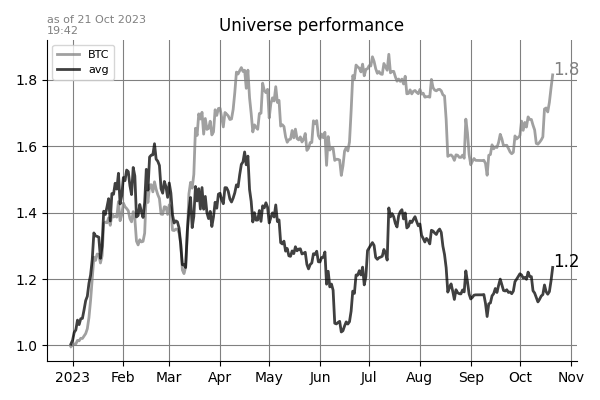 as of 21 Oct 2023
19:42
Universe performance
BTC
avg
1.8
1.6
1.4
1.2
1.0
1.8
1.2
2023 Feb Mar Apr May Jun Jul Aug Sep Oct Nov